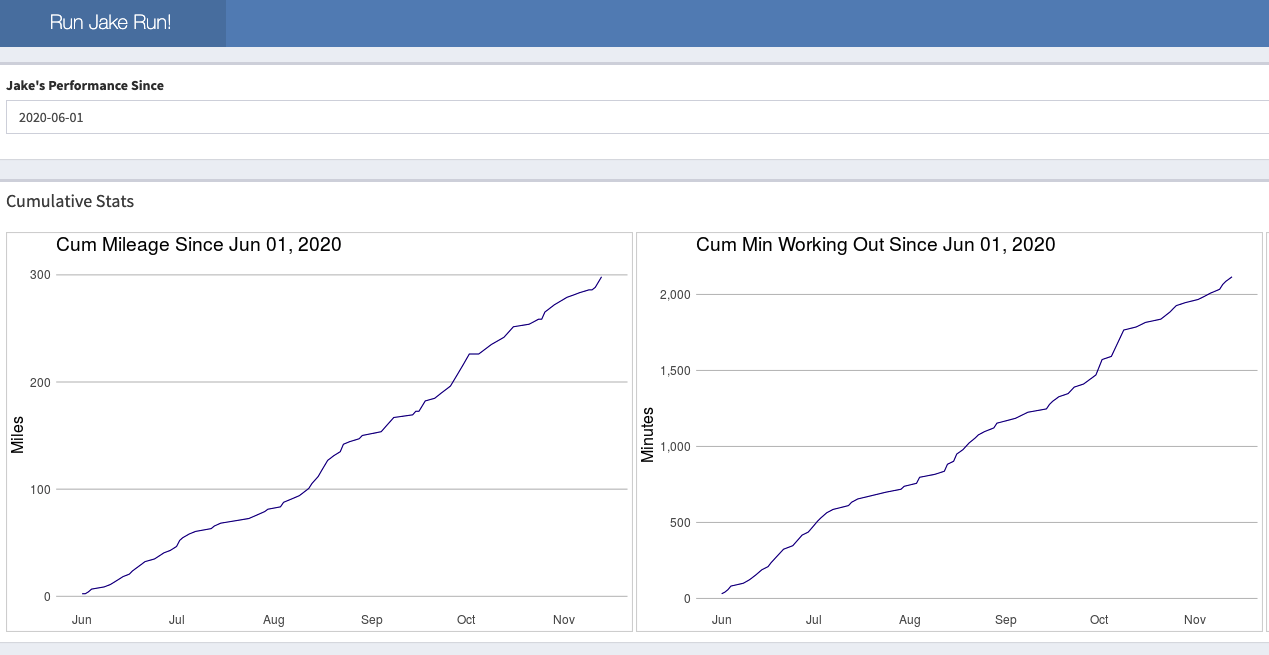 Run Jake Run!
Jake's Performance Since
2020-06-01
Cumulative Stats
Cum Mileage Since Jun 01, 2020
300
200
100
0
Miles
Jun Jul Aug Sep Oct Nov
Cum Min Working Out Since Jun 01, 2020
2,000
1,500
1,000
500
0
Minutes
Jun Jul Aug Sep Oct Nov